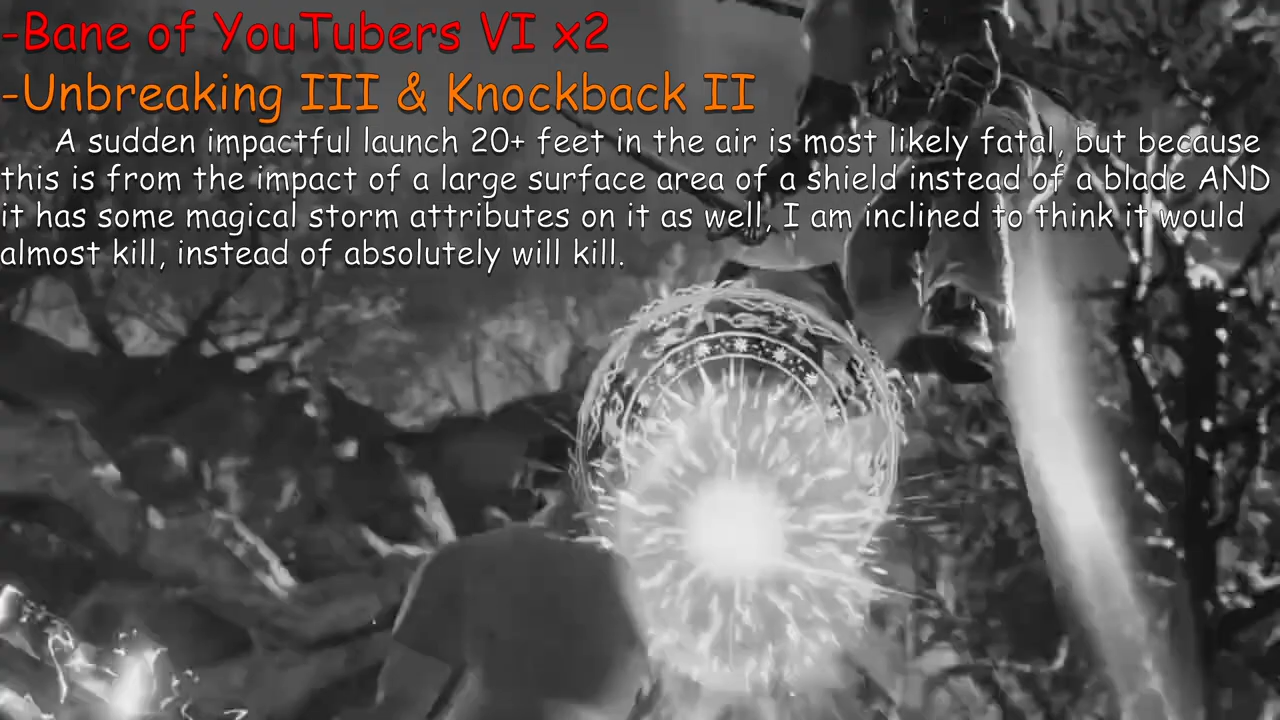 -Bane of YouTubers VI x2
-Unbreaking III & Knockback II
A sudden impactful launch 20+ feet in the air is most likely fatal, but because
this is from the impact of a large surface area of a shield instead of a blade AND
it has some magical storm attributes on it as well, I am inclined to think it would
almost kill, instead of absolutely will kill.